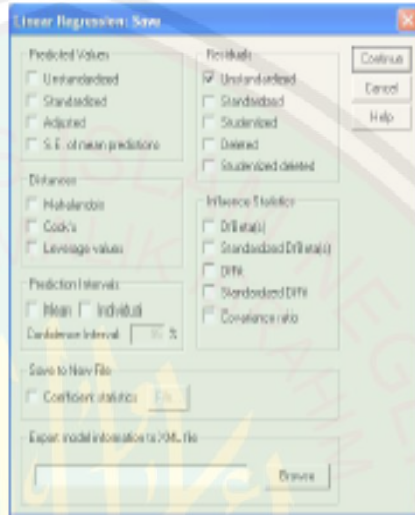 Linear Regression: Save
Predicted Values
Unstandardized
Standardized
Adjusted
S.E. of mean predictions
Distances
Mahalanobis
Cook's
Leverage values
Prediction Intervals
Mean Individual
Confidence Interval: %
Save to New File
Coefficient statistics File
Export model information to XML file
Browse
Residuals
Unstandardized
Standardized
Studentized
Deleted
Studentized deleted
Influence Statistics
DfBeta(s)
Standardized DfBeta(s)
DfFit
Standardized DfFit
Covariance ratio
Continue
Cancel
Help